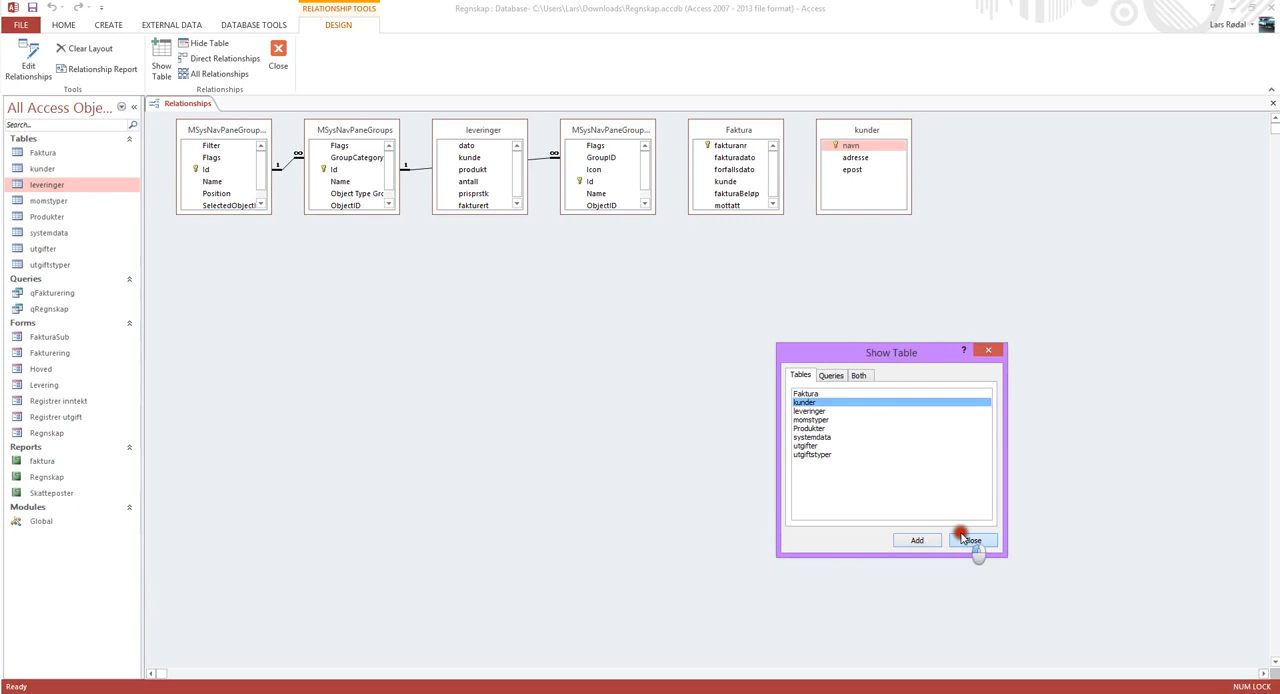 RELATIONSHIP TOOLS
Regnskap : Database- C:\Users\Lars\Downloads\Regnskap.accdb (Access 2007 - 2013 file format) - Access
FILE HOME CREATE EXTERNAL DATA DATABASE TOOLS DESIGN
Lars Rødal
Edit Relationships
Clear Layout
Relationship Report
Tools
Show Table
Hide Table
Direct Relationships
All Relationships
Close
Relationships
All Access Obje...
Search...
Tables
Faktura
kunder
leveringer
momstyper
Produkter
systemdata
utgifter
utgiftstyper
Queries
qFakturering
qRegnskap
Forms
FakturaSub
Fakturering
Hoved
Levering
Registrer inntekt
Registrer utgift
Regnskap
Reports
faktura
Regnskap
Skatteposter
Modules
Global
Relationships
MSysNavPaneGroup...
Filter
Flags
Id
Name
Position
SelectedObjectI
1
∞
MSysNavPaneGroups
Flags
GroupCategory
Id
Name
Object Type Grc
ObjectID
1
leveringer
dato
kunde
produkt
antall
prisprstk
fakturert
∞
MSysNavPaneGroup...
Flags
GroupID
Icon
Id
Name
ObjectID
Faktura
fakturanr
fakturadato
forfallsdato
kunde
fakturaBeløp
mottatt
kunder
navn
adresse
epost
Show Table
?
Tables Queries Both
Faktura
kunder
leveringer
momstyper
Produkter
systemdata
utgifter
utgiftstyper
Add Close
Ready
NUM LOCK